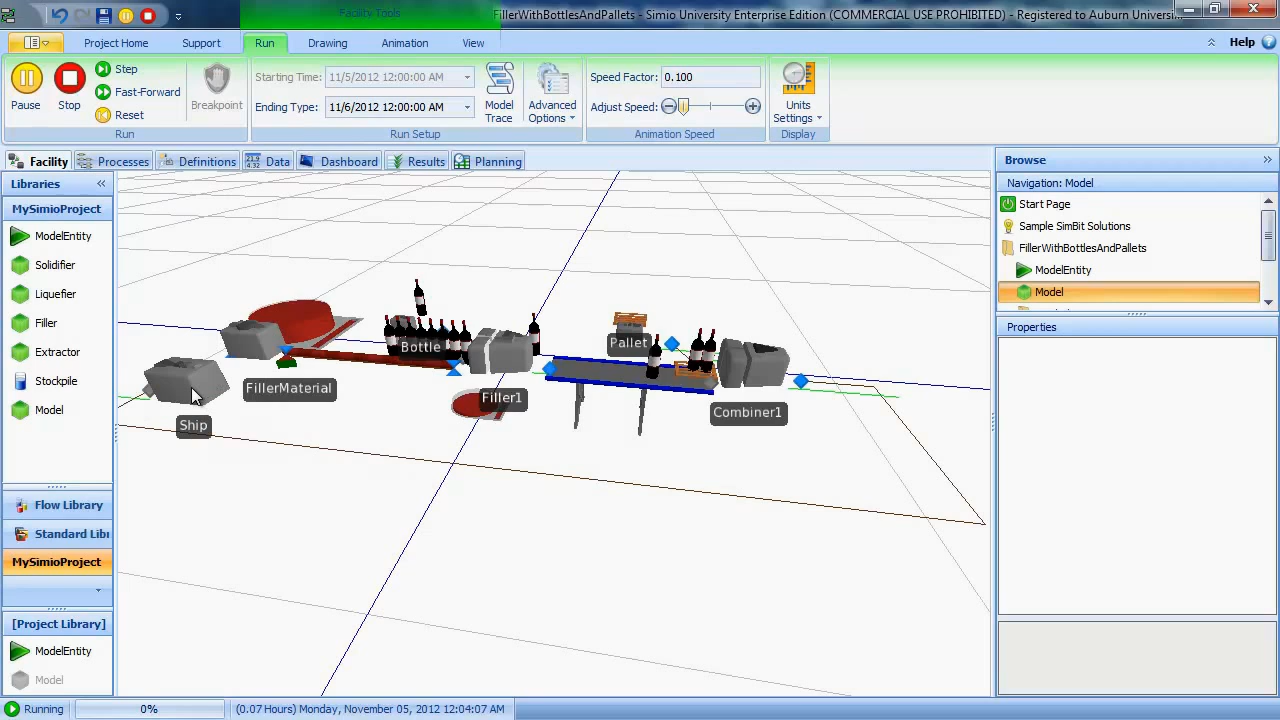 Facility Tools
FillerWithBottlesAndPallets - Simio University Enterprise Edition (COMMERCIAL USE PROHIBITED) - Registered to Auburn Universi...
Project Home Support Run Drawing Animation View Help
Pause
Stop
Step
Fast-Forward
Reset
Breakpoint
Run
Starting Time: 11/5/2012 12:00:00 AM
Ending Type: 11/6/2012 12:00:00 AM
Model
Trace
Advanced
Options
Run Setup
Speed Factor: 0.100
Adjust Speed:
Animation Speed
Units
Settings
Display
Facility Processes Definitions Data Dashboard Results Planning
Libraries
MySimioProject
ModelEntity
Solidifier
Liquefier
Filler
Extractor
Stockpile
Model
Flow Library
Standard Libr
MySimioProject
[Project Library]
ModelEntity
Model
Bottle
Pallet
FillerMaterial
Filler1
Combiner1
Ship
Browse
Navigation: Model
Start Page
Sample SimBit Solutions
FillerWithBottlesAndPallets
ModelEntity
Model
Properties
Running 0% (0.07 Hours) Monday, November 05, 2012 12:04:07 AM